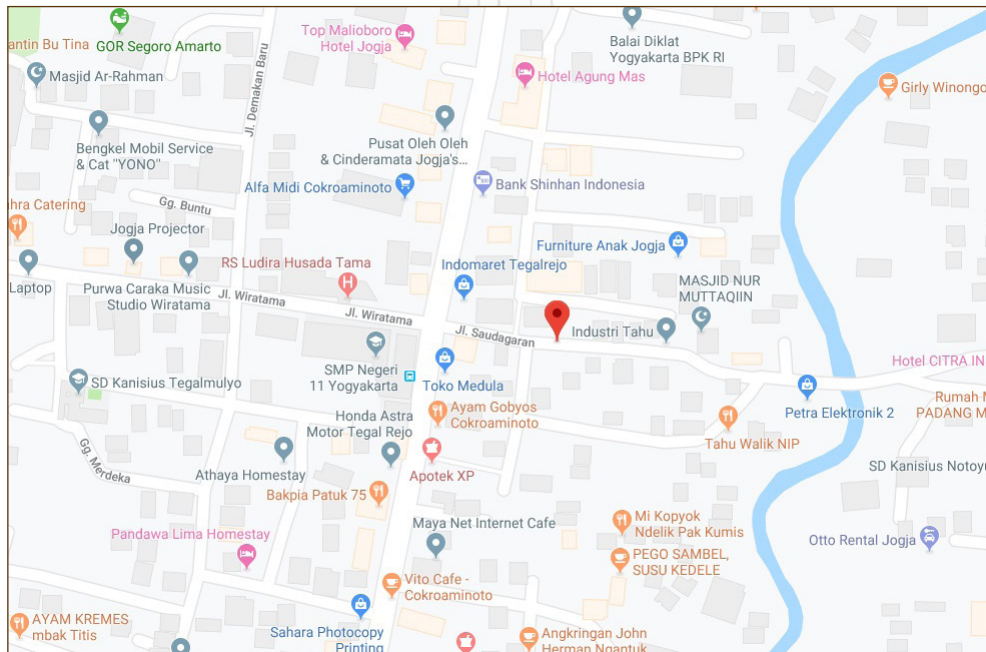 Top Malioboro
Hotel Jogja
antin Bu Tina
GOR Segoro Amarto
Balai Diklat
Yogyakarta BPK RI
Masjid Ar-Rahman
Jl. Demakan Baru
Hotel Agung Mas
Girly Winongo
Bengkel Mobil Service
& Cat "YONO"
Pusat Oleh Oleh
& Cinderamata Jogja's...
Alfa Midi Cokroaminoto
Bank Shinhan Indonesia
Gg. Buntu
hra Catering
Jogja Projector
Furniture Anak Jogja
RS Ludira Husada Tama
Indomaret Tegalrejo
MASJID NUR
MUTTAQIIN
Laptop
Purwa Caraka Music
Studio Wiratama
Jl. Wiratama
Jl. Wiratama
Jl. Saudagaran
Industri Tahu
Hotel CITRA IN
SMP Negeri
11 Yogyakarta
Toko Medula
SD Kanisius Tegalmulyo
Petra Elektronik 2
Rumah M
PADANG M
Honda Astra
Motor Tegal Rejo
Ayam Gobyos
Cokroaminoto
Tahu Walik NIP
Gg. Merdeka
Athaya Homestay
Apotek XP
SD Kanisius Notoyu
Bakpia Patuk 75
Maya Net Internet Cafe
Mi Kopyok
Ndelik Pak Kumis
Pandawa Lima Homestay
Otto Rental Jogja
PEGO SAMBEL,
SUSU KEDELE
Vito Cafe -
Cokroaminoto
AYAM KREMES
mbak Titis
Sahara Photocopy
Printing
Angkringan John
Herman Ngantuk